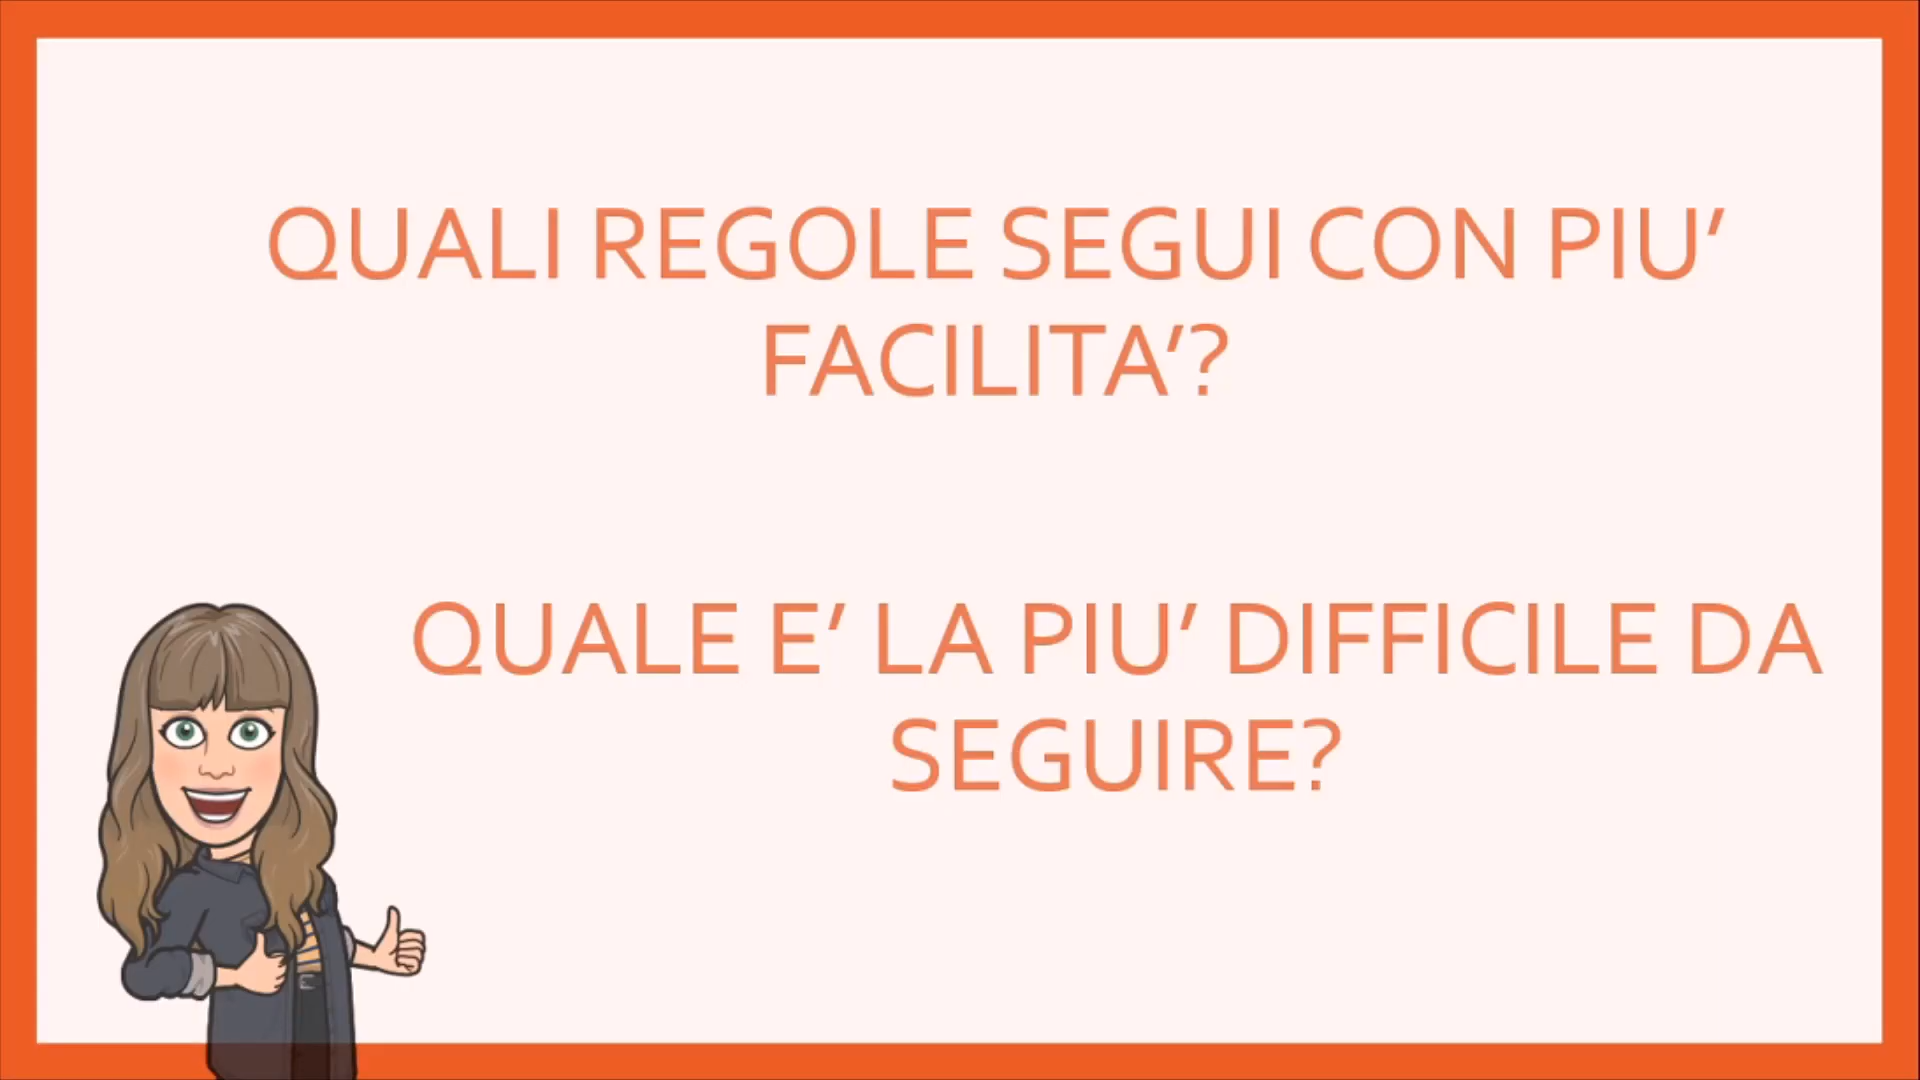 QUALI REGOLE SEGUI CON PIU'
FACILITA'?
QUALE E' LA PIU' DIFFICILE DA
SEGUIRE?